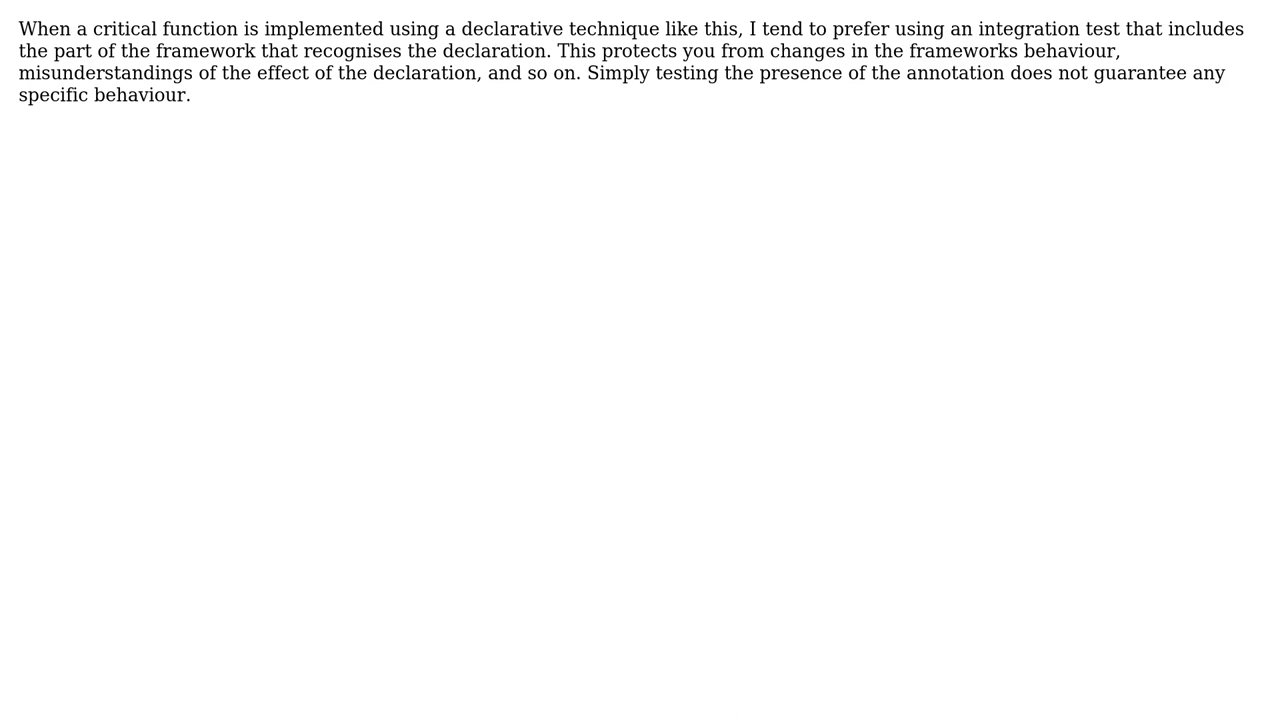 When a critical function is implemented using a declarative technique like this, I tend to prefer using an integration test that includes
the part of the framework that recognises the declaration. This protects you from changes in the frameworks behaviour,
misunderstandings of the effect of the declaration, and so on. Simply testing the presence of the annotation does not guarantee any
specific behaviour.